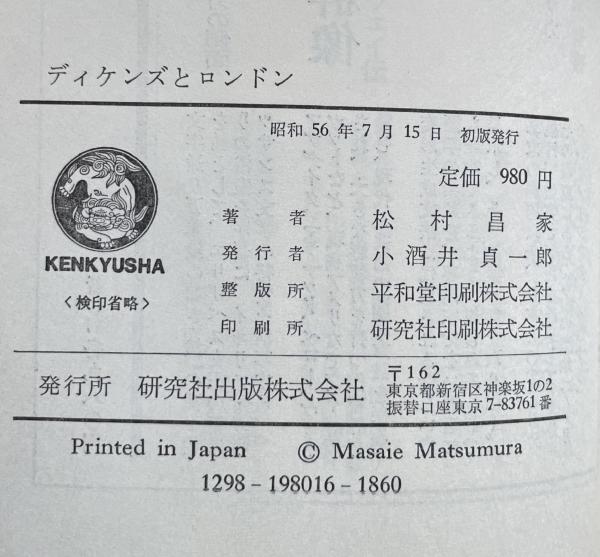 ディケンズとロンドン
昭和 56 年 7 月 15 日 初版発行
定価 980 円
著者 松村昌家
発行者 小酒井貞一郎
整版所 平和堂印刷株式会社
印刷所 研究社印刷株式会社
KENKYUSHA
〈検印省略〉
発行所 研究社出版株式会社
〒162
東京都新宿区神楽坂1の2
振替口座東京 7-83761 番
Printed in Japan © Masaie Matsumura
1298 – 198016 – 1860